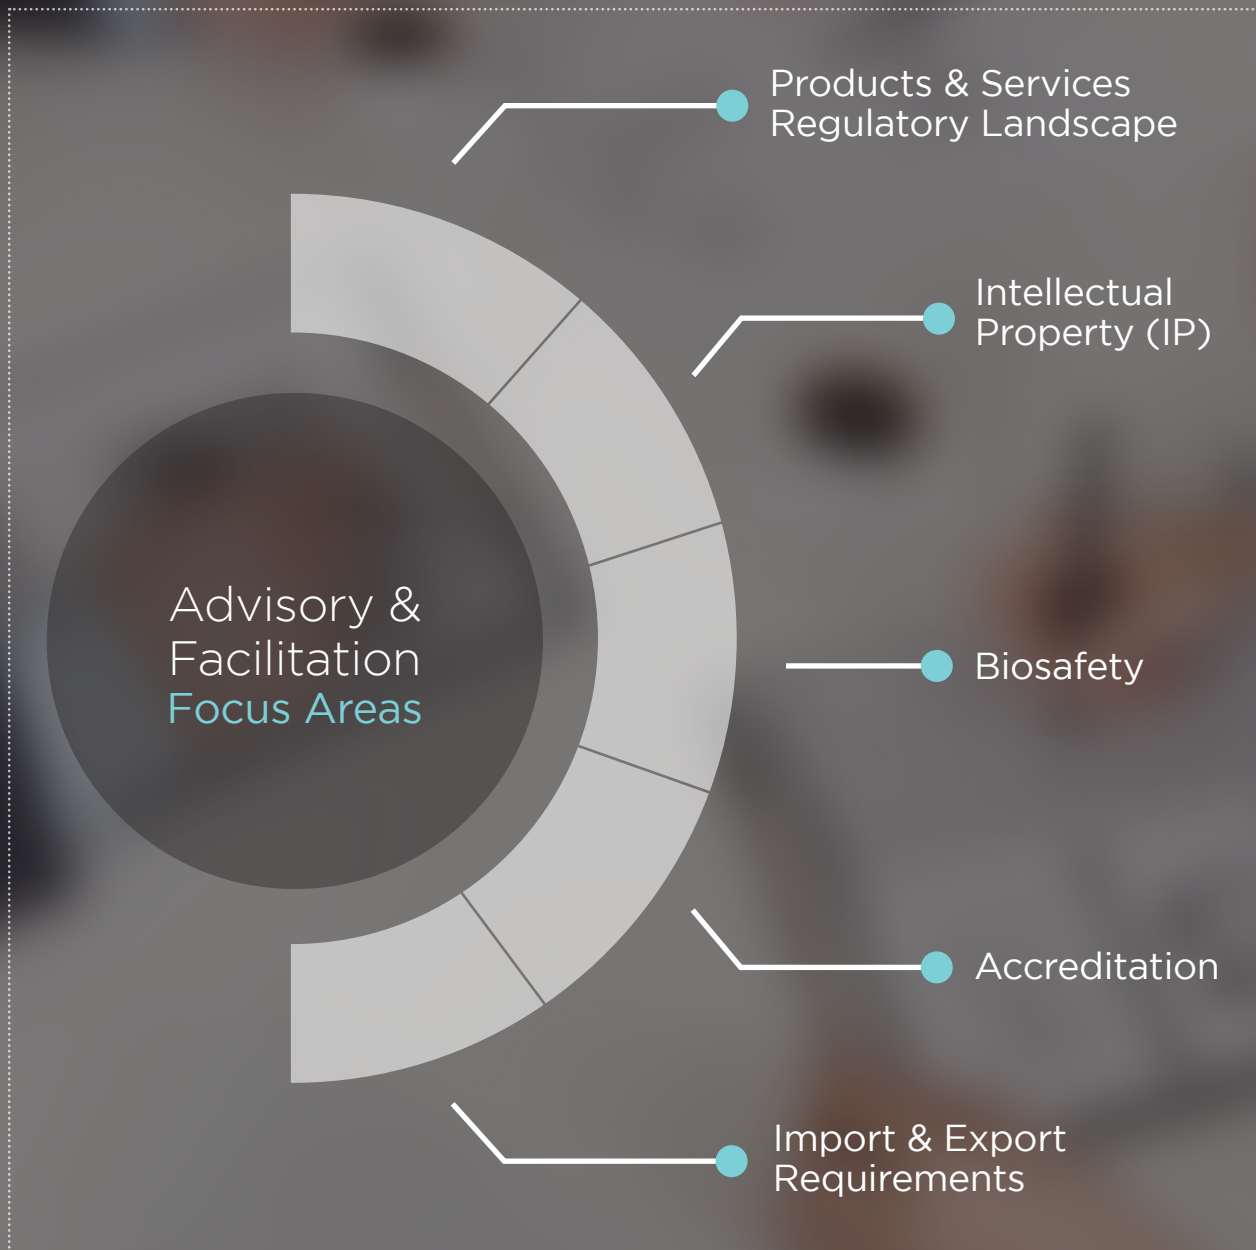 Products & Services
Regulatory Landscape
Intellectual
Property (IP)
Advisory &
Facilitation
Focus Areas
Biosafety
Accreditation
Import & Export
Requirements